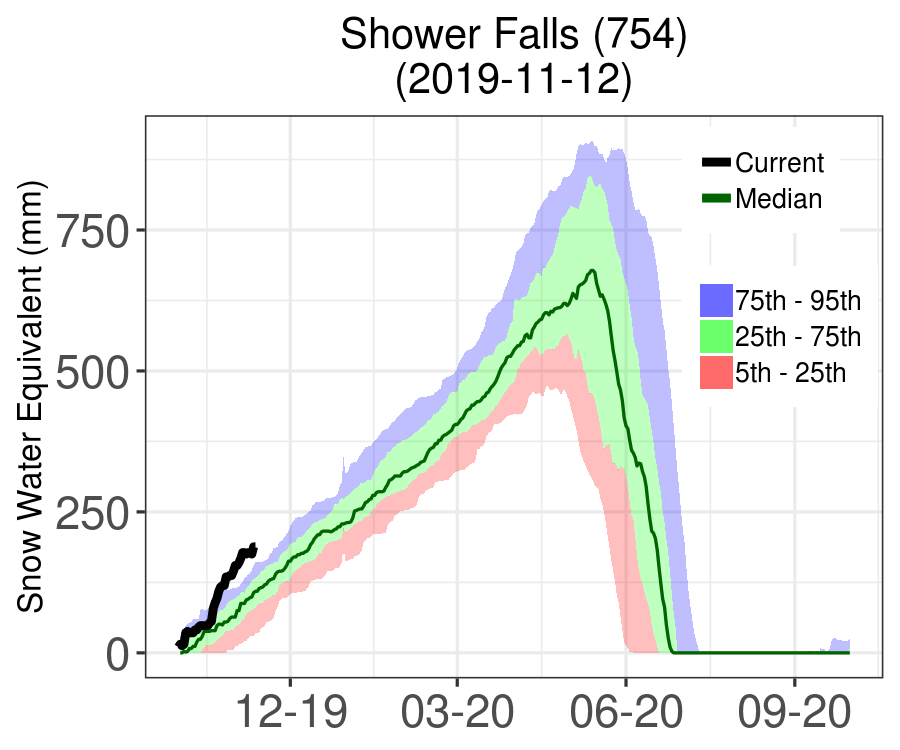 Shower Falls (754)
(2019-11-12)
Snow Water Equivalent (mm)
750
500
250
0
12-19
03-20
06-20
09-20
Current
Median
75th - 95th
25th - 75th
5th - 25th